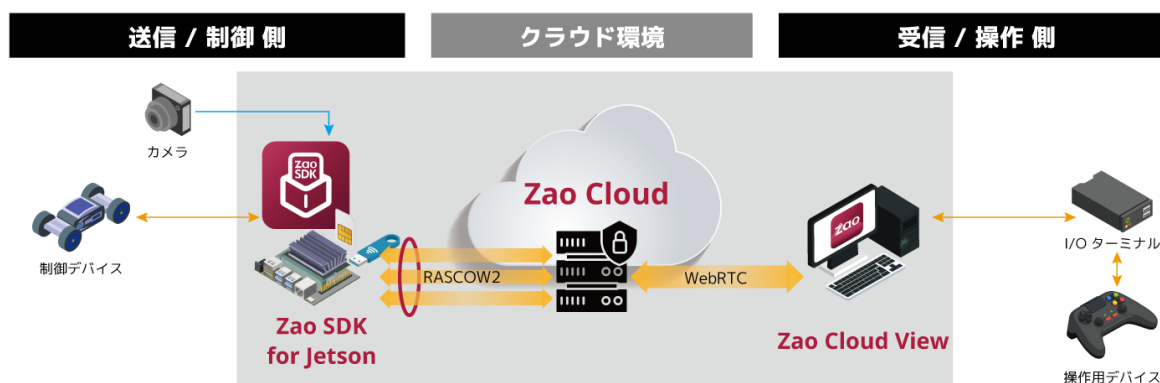 送信 / 制御 側
クラウド環境
受信 / 操作 側
カメラ
zao
SDK
制御デバイス
Zao SDK
for Jetson
RASCOW2
Zao Cloud
WebRTC
zao
Zao Cloud View
I/O ターミナル
操作用デバイス